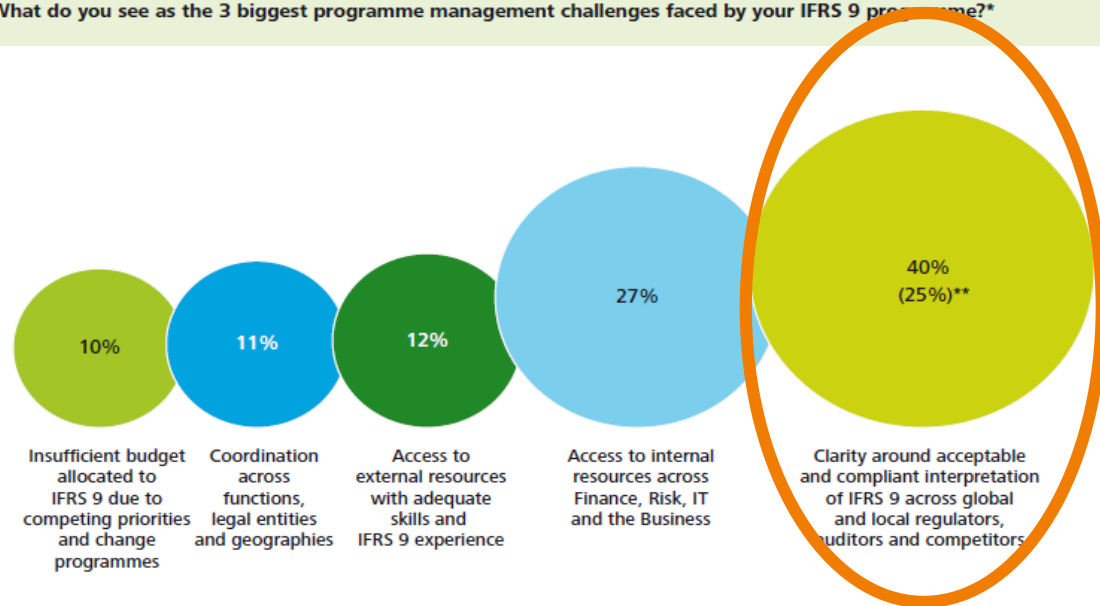 What do you see as the 3 biggest programme management challenges faced by your IFRS 9 programme?*
10%
11%
12%
27%
40%
(25%)**
Insufficient budget
allocated to
IFRS 9 due to
competing priorities
and change
programmes
Coordination
across
functions,
legal entities
and geographies
Access to
external resources
with adequate
skills and
IFRS 9 experience
Access to internal
resources across
Finance, Risk, IT
and the Business
Clarity around acceptable
and compliant interpretation
of IFRS 9 across global
and local regulators,
auditors and competitors